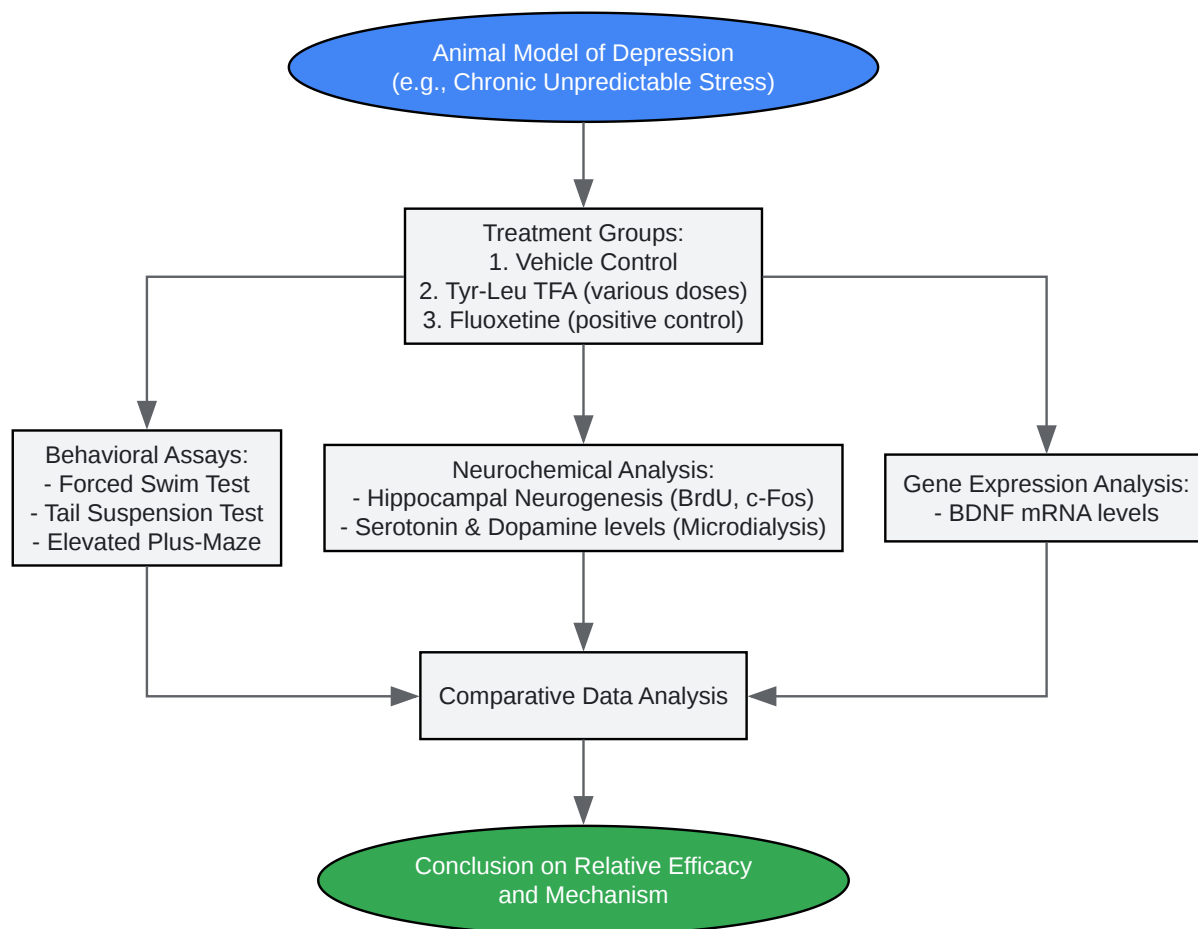 Animal Model of Depression
(e.g., Chronic Unpredictable Stress)
Treatment Groups:
1. Vehicle Control
2. Tyr-Leu TFA (various doses)
3. Fluoxetine (positive control)
Behavioral Assays:
- Forced Swim Test
- Tail Suspension Test
- Elevated Plus-Maze
Neurochemical Analysis:
- Hippocampal Neurogenesis (BrdU, c-Fos)
- Serotonin & Dopamine levels (Microdialysis)
Gene Expression Analysis:
- BDNF mRNA levels
Comparative Data Analysis
Conclusion on Relative Efficacy
and Mechanism